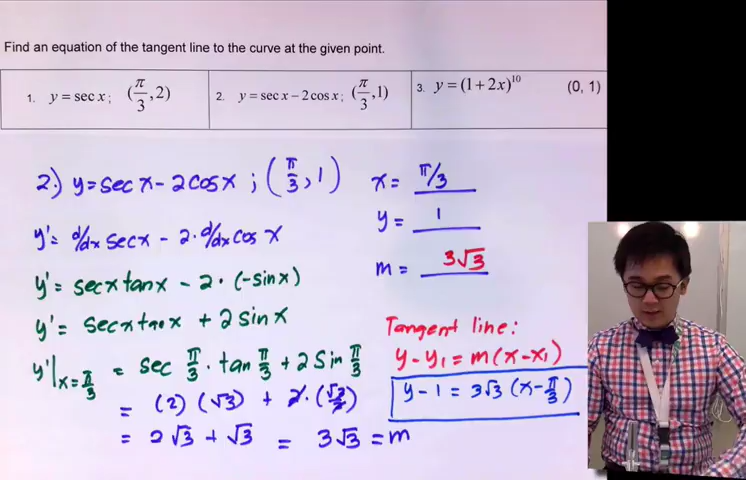 Find an equation of the tangent line to the curve at the given point.
1. y = sec x ; (π/3, 2)
2. y = sec x − 2 cos x ; (π/3, 1)
3. y = (1 + 2x)^10 (0, 1)
2.) y = sec x − 2 cos x ; (π/3, 1)
x = π/3
y = 1
m = 3√3
y' = d/dx sec x − 2 · d/dx cos x
y' = sec x tan x − 2 · (−sin x)
y' = sec x tan x + 2 sin x
y'|x=π/3 = sec π/3 · tan π/3 + 2 sin π/3
= (2) (√3) + 2 · (√3/2)
= 2√3 + √3 = 3√3 = m
Tangent line:
y − y₁ = m (x − x₁)
y − 1 = 3√3 (x − π/3)